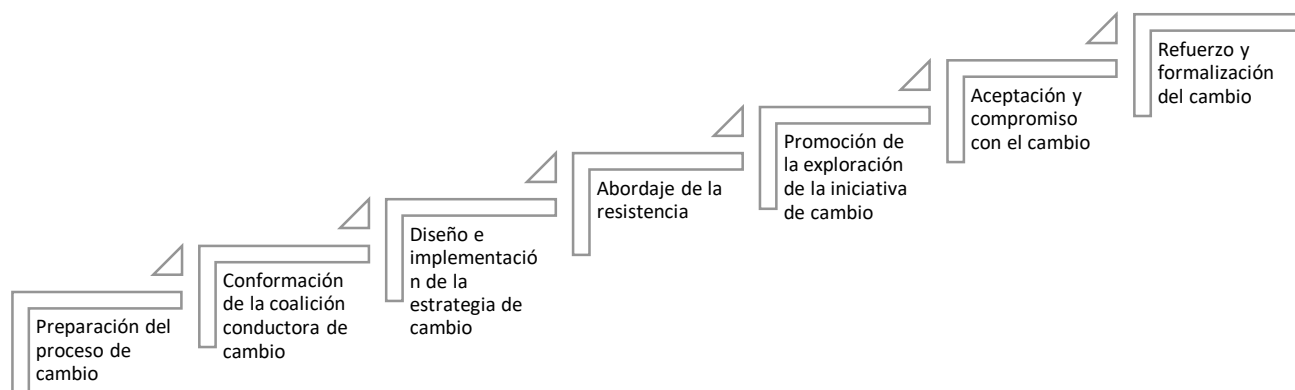 Preparación del
proceso de
cambio
Conformación
de la coalición
conductora de
cambio
Diseño e
implementació
n de la
estrategia de
cambio
Abordaje de la
resistencia
Promoción de
la exploración
de la iniciativa
de cambio
Aceptación y
compromiso
con el cambio
Refuerzo y
formalización
del cambio